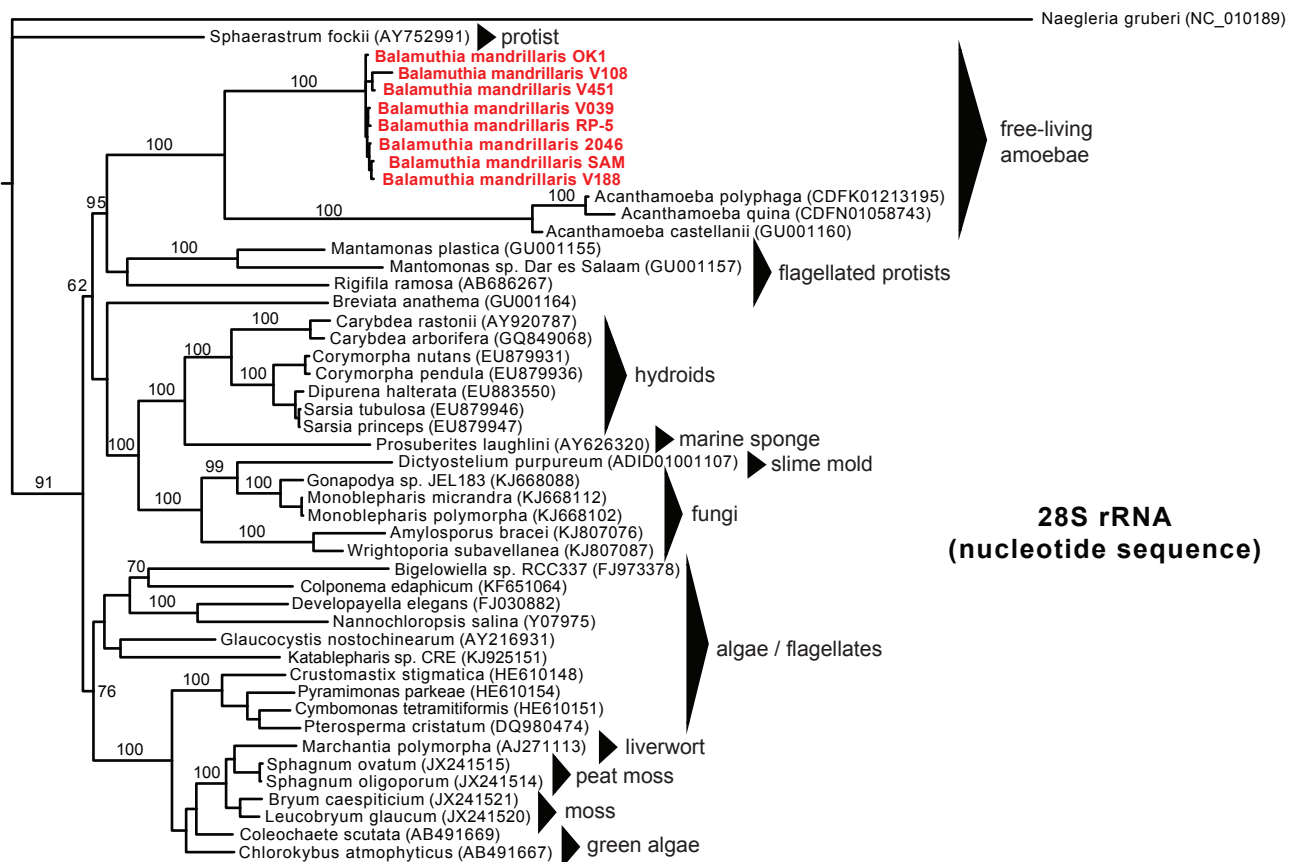 Naegleria gruberi (NC_010189)
Sphaerastrum fockii (AY752991)
protist
Balamuthia mandrillaris OK1
Balamuthia mandrillaris V108
100
Balamuthia mandrillaris V451
Balamuthia mandrillaris V039
Balamuthia mandrillaris RP-5
free-living
amoebae
100
Balamuthia mandrillaris 2046
Balamuthia mandrillaris SAM
Balamuthia mandrillaris V188
100
Acanthamoeba polyphaga (CDFK01213195)
95
100
Acanthamoeba quina (CDFN01058743)
Acanthamoeba castellanii (GU001160)
100
Mantamonas plastica (GU001155)
Mantomonas sp. Dar es Salaam (GU001157)
flagellated protists
62
Rigifila ramosa (AB686267)
Breviata anathema (GU001164)
100
Carybdea rastonii (AY920787)
Carybdea arborifera (GQ849068)
100
Corymorpha nutans (EU879931)
100
Corymorpha pendula (EU879936)
hydroids
100
Dipurena halterata (EU883550)
Sarsia tubulosa (EU879946)
Sarsia princeps (EU879947)
100
Prosuberites laughlini (AY626320)
marine sponge
99
Dictyostelium purpureum (ADID01001107)
slime mold
91
100
Gonapodya sp. JEL183 (KJ668088)
100
Monoblepharis micrandra (KJ668112)
Monoblepharis polymorpha (KJ668102)
fungi
28S rRNA
(nucleotide sequence)
100
Amylosporus bracei (KJ807076)
Wrightoporia subavellanea (KJ807087)
70
Bigelowiella sp. RCC337 (FJ973378)
Colponema edaphicum (KF651064)
100
Developayella elegans (FJ030882)
Nannochloropsis salina (Y07975)
Glaucocystis nostochinearum (AY216931)
algae / flagellates
Katablepharis sp. CRE (KJ925151)
100
Crustomastix stigmatica (HE610148)
76
Pyramimonas parkeae (HE610154)
Cymbomonas tetramitiformis (HE610151)
Pterosperma cristatum (DQ980474)
100
Marchantia polymorpha (AJ271113)
liverwort
100
Sphagnum ovatum (JX241515)
Sphagnum oligoporum (JX241514)
peat moss
Bryum caespiticium (JX241521)
Leucobryum glaucum (JX241520)
moss
Coleochaete scutata (AB491669)
Chlorokybus atmophyticus (AB491667)
green algae